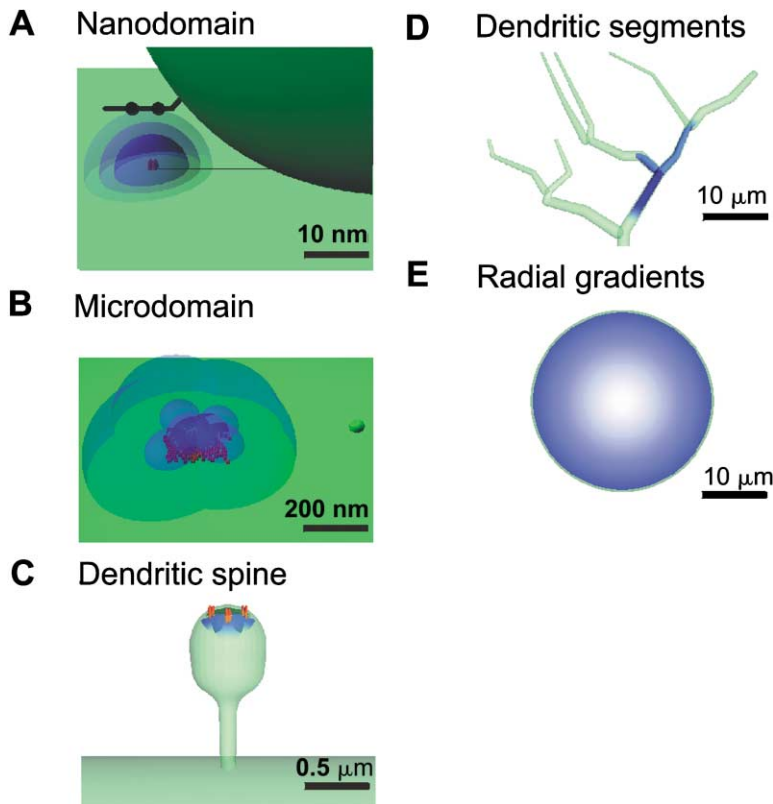 A Nanodomain
10 nm
B Microdomain
200 nm
C Dendritic spine
0.5 μm
D Dendritic segments
10 μm
E Radial gradients
10 μm